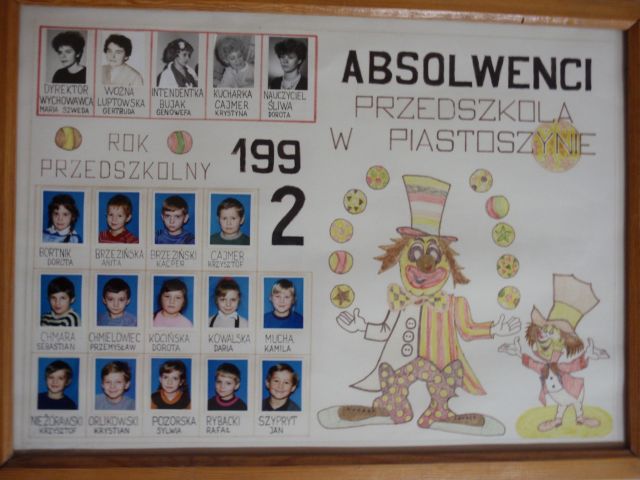 DYREKTOR
WYCHOWAWCA
MARIA SZWEDA
WOŹNA
LUPTOWSKA
GERTRUDA
INTENDENTKA
BUJAK
GENOWEFA
KUCHARKA
CAJMER
KRYSTYNA
NAUCZYCIEL
ŚLIWA
DOROTA
ABSOLWENCI
PRZEDSZKOLA
W PIASTOSZYNIE
ROK
PRZEDSZKOLNY
199
2
BORTNIK
DOROTA
BRZEZIŃSKA
ANITA
BRZEZIŃSKI
KACPER
CAJMER
KRZYSZTOF
CHMARA
SEBASTIAN
CHMIELOWIEC
PRZEMYSŁAW
KOCIŃSKA
DOROTA
KOWALSKA
DARIA
MUCHA
KAMILA
NIEŻORAWSKI
KRZYSZTOF
ORLIKOWSKI
KRYSTIAN
POZORSKA
SYLWIA
RYBACKI
RAFAŁ
SZYPRYT
JAN